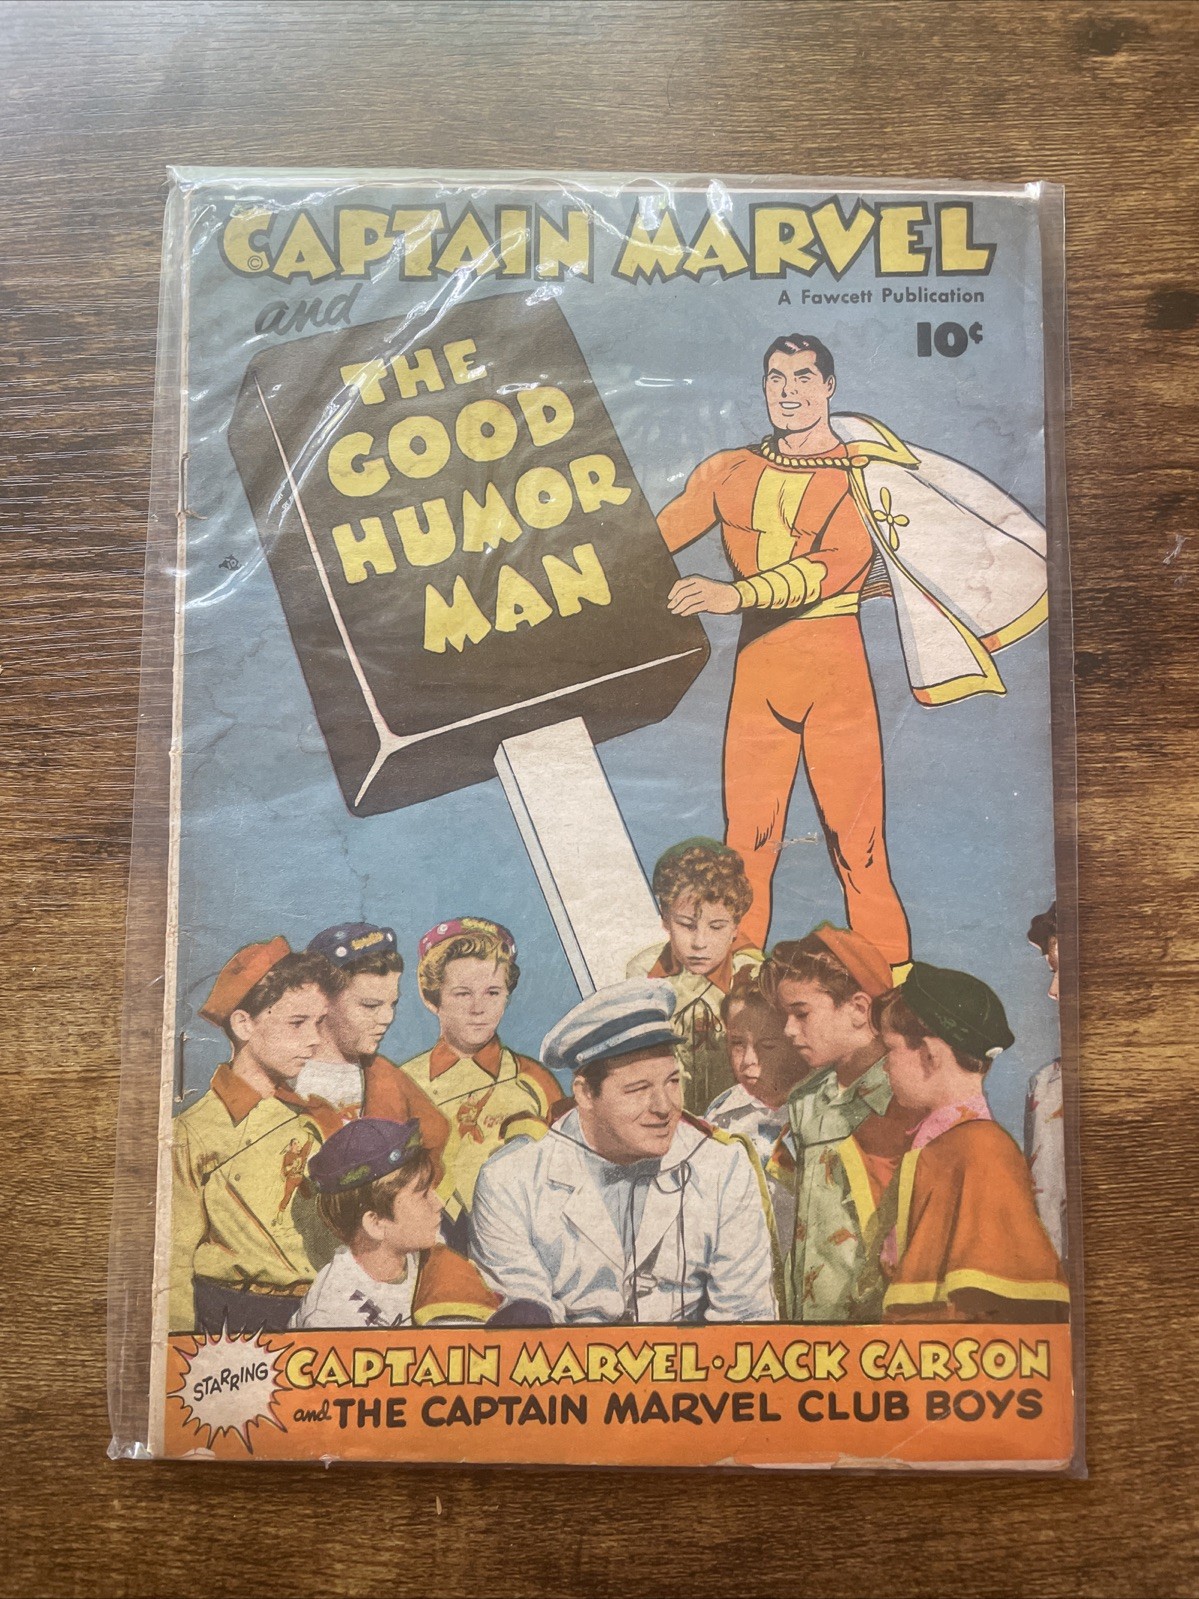 CAPTAIN MARVEL
©
and
A Fawcett Publication
10¢
THE
GOOD
HUMOR
MAN
STARRING
CAPTAIN MARVEL · JACK CARSON
and THE CAPTAIN MARVEL CLUB BOYS